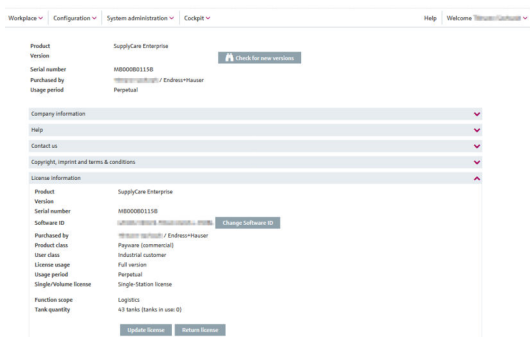 Workplace Configuration System administration Cockpit Help Welcome
Product SupplyCare Enterprise
Version Check for new versions
Serial number MB000B0115B
Purchased by / Endress+Hauser
Usage period Perpetual
Company information
Help
Contact us
Copyright, imprint and terms & conditions
License information
Product SupplyCare Enterprise
Version
Serial number MB000B0115B
Software ID Change Software ID
Purchased by / Endress+Hauser
Product class Payware (commercial)
User class Industrial customer
License usage Full version
Usage period Perpetual
Single/Volume license Single-Station license
Function scope Logistics
Tank quantity 43 tanks (tanks in use: 0)
Update license Return license